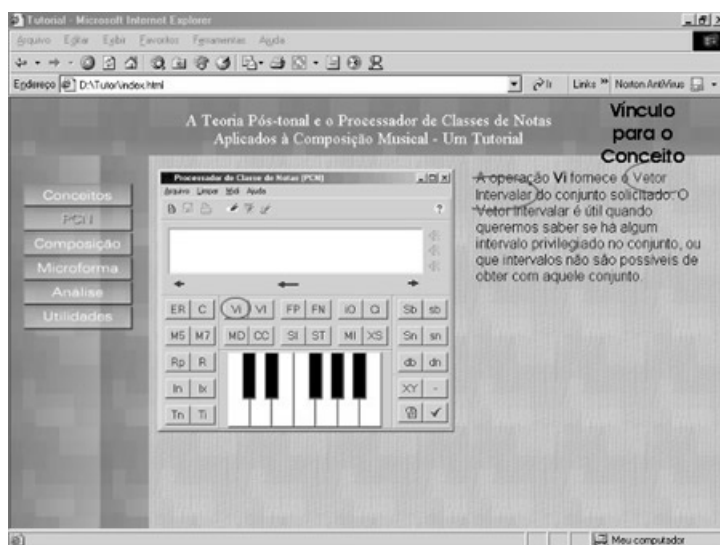 Tutorial - Microsoft Internet Explorer
Arquivo Editar Exibir Favoritos Ferramentas Ajuda
Endereço D:\Tutor\index.html Ir Links » Norton AntiVirus
A Teoria Pós-tonal e o Processador de Classes de Notas
Aplicados à Composição Musical - Um Tutorial
Vínculo
para o
Conceito
Conceitos
PCN
Composição
Microforma
Análise
Utilidades
Processador de Classe de Notas (PCN)
Arquivo Limpar Midi Ajuda
?
ER C Vi VI FP FN iO O Sb sb
M5 M7 MD CC SI ST MI XS Sn sn
Rp R db dn
In Ix XY -
Tn Ti
A operação Vi fornece o Vetor
Intervalar do conjunto solicitado. O
Vetor Intervalar é útil quando
queremos saber se há algum
intervalo privilegiado no conjunto, ou
que intervalos não são possíveis de
obter com aquele conjunto.
Meu computador